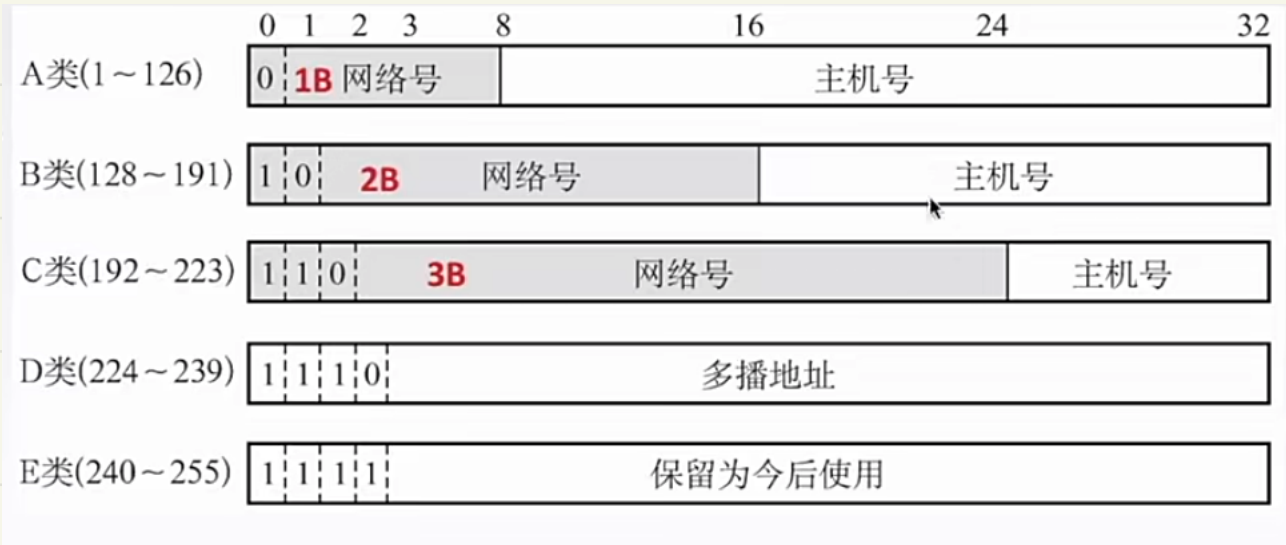 0 1 2 3 8 16 24 32
A类(1～126) 0 1B 网络号 主机号
B类(128～191) 1 0 2B 网络号 主机号
C类(192～223) 1 1 0 3B 网络号 主机号
D类(224～239) 1 1 1 0 多播地址
E类(240～255) 1 1 1 1 保留为今后使用